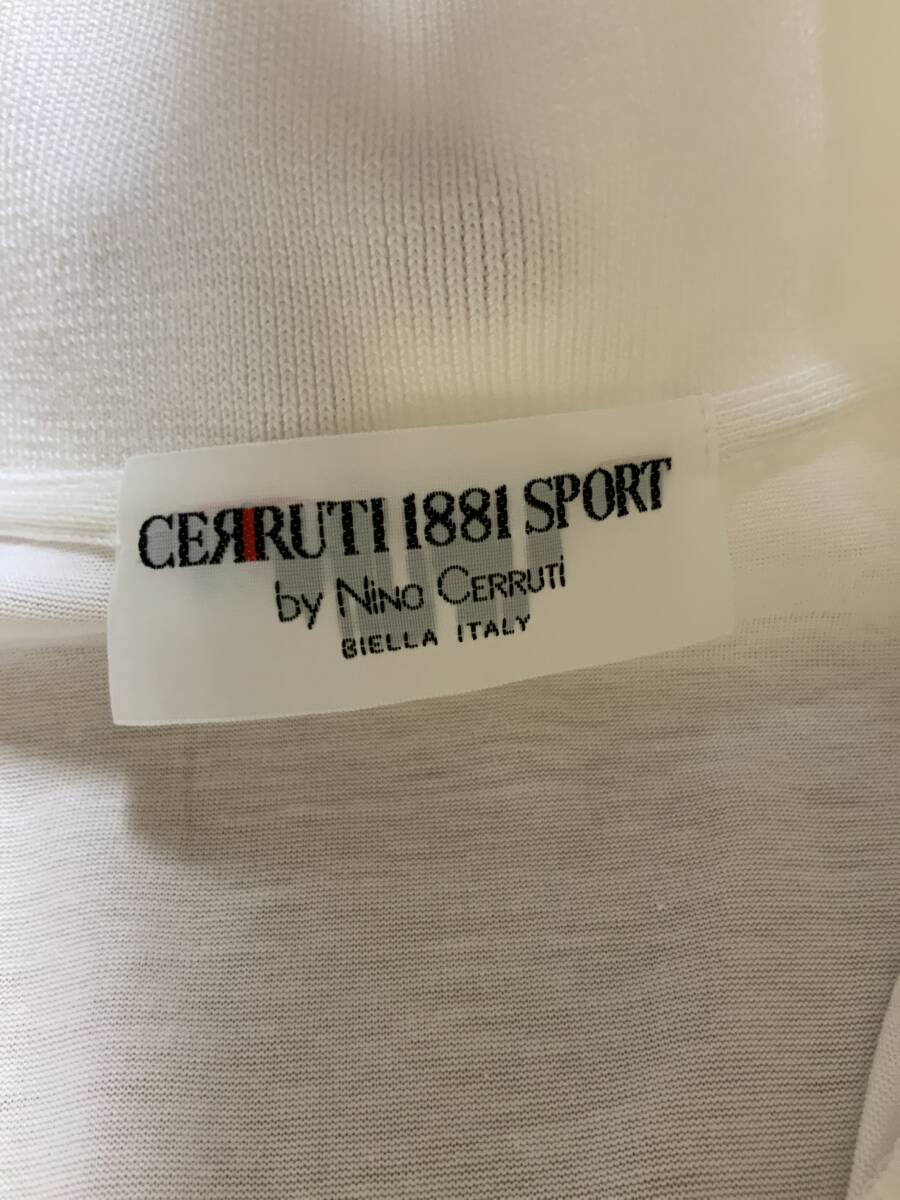 CERRUTI 1881 SPORT
by Nino CERRUTi
BIELLA ITALY